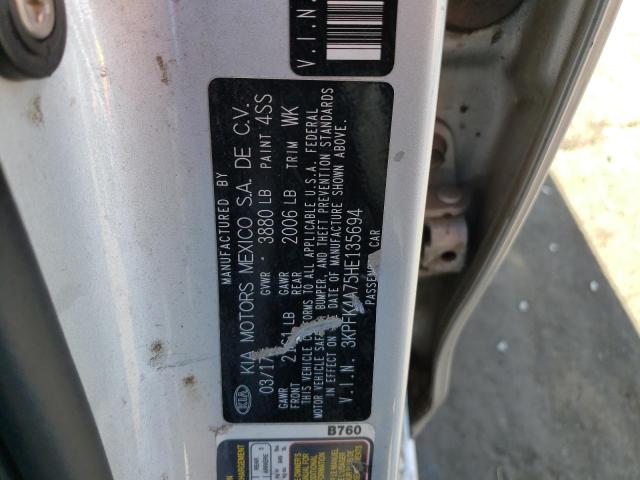 V.I.N.
MANUFACTURED BY
KIA MOTORS MEXICO S.A. DE C.V.
03/17 GVWR 3880 LB PAINT 4SS
GAWR FRONT LB GAWR REAR 2006 LB TRIM WK
THIS VEHICLE CONFORMS TO ALL APPLICABLE U.S.A. FEDERAL
MOTOR VEHICLE SAFETY, BUMPER, AND THEFT PREVENTION STANDARDS
IN EFFECT ON DATE OF MANUFACTURE SHOWN ABOVE.
V.I.N. 3KPFK4A75HE135694
PASSENGER CAR
KIA
B760